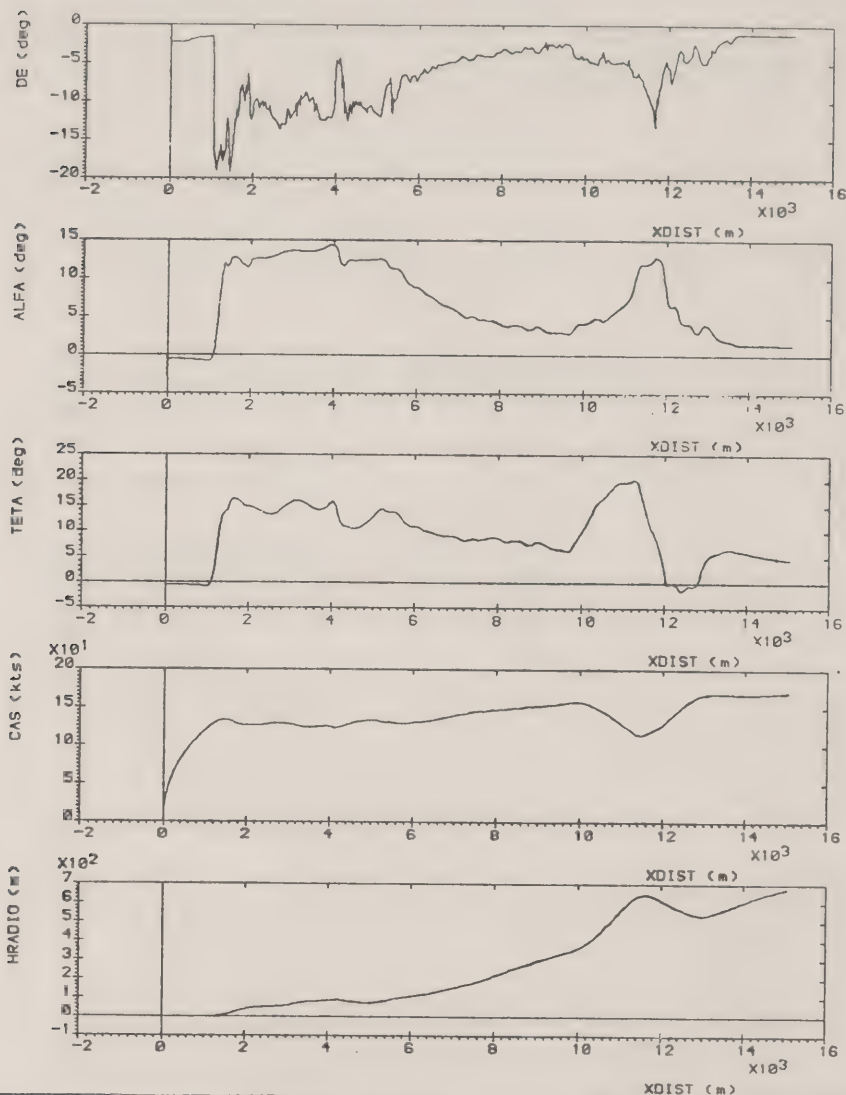 DE (deg)
0
-5
-10
-15
-20
-2 0 2 4 6 8 10 12 14 16
X10³
XDIST (m)
ALFA (deg)
15
10
5
0
-5
-2 0 2 4 6 8 10 12 14 16
X10³
XDIST (m)
TETA (deg)
25
20
15
10
5
0
-5
-2 0 2 4 6 8 10 12 14 16
X10³
XDIST (m)
CAS (kts)
X10¹
20
15
10
5
0
-2 0 2 4 6 8 10 12 14 16
X10³
XDIST (m)
HRADIO (m)
X10²
7
6
5
4
3
2
1
0
-1
-2 0 2 4 6 8 10 12 14 16
X10³
XDIST (m)